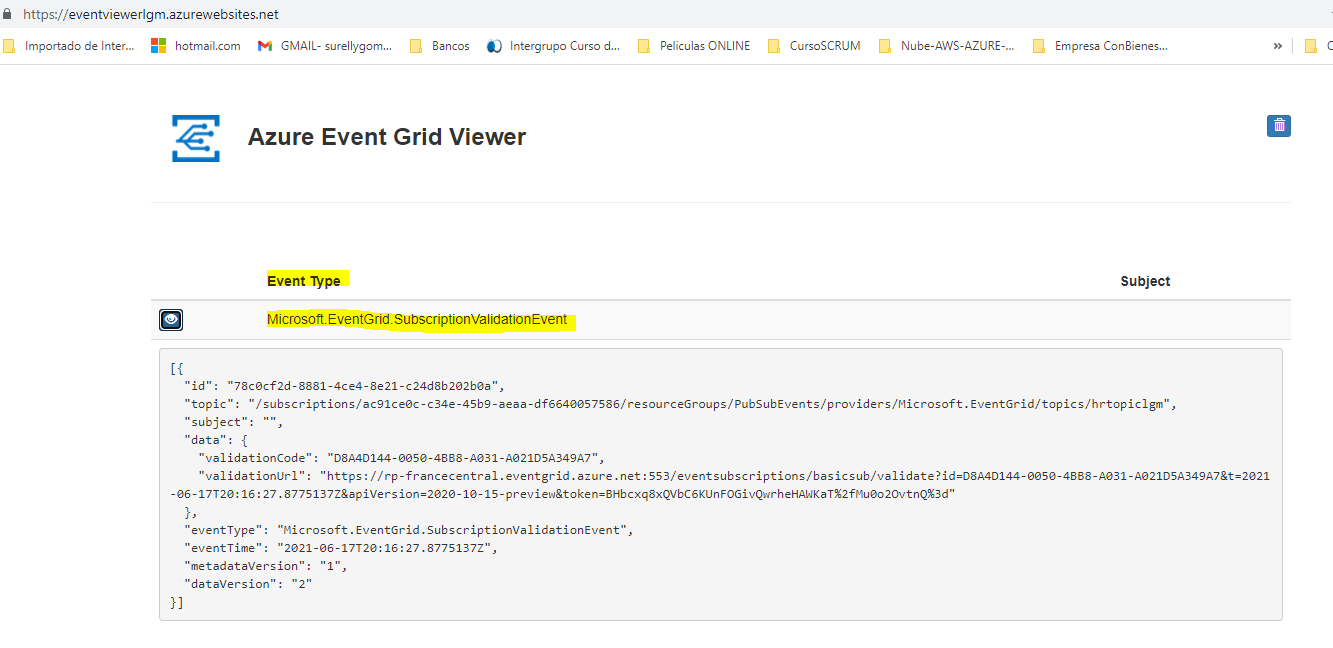 https://eventviewerlgm.azurewebsites.net
Importado de Inter... hotmail.com GMAIL- surellygom... Bancos Intergrupo Curso d... Peliculas ONLINE CursoSCRUM Nube-AWS-AZURE-... Empresa ConBienes... »
Azure Event Grid Viewer
Event Type Subject
Microsoft.EventGrid.SubscriptionValidationEvent
[{
"id": "78c0cf2d-8881-4ce4-8e21-c24d8b202b0a",
"topic": "/subscriptions/ac91ce0c-c34e-45b9-aeaa-df6640057586/resourceGroups/PubSubEvents/providers/Microsoft.EventGrid/topics/hrtopiclgm",
"subject": "",
"data": {
"validationCode": "D8A4D144-0050-4BB8-A031-A021D5A349A7",
"validationUrl": "https://rp-francecentral.eventgrid.azure.net:553/eventsubscriptions/basicsub/validate?id=D8A4D144-0050-4BB8-A031-A021D5A349A7&t=2021
-06-17T20:16:27.8775137Z&apiVersion=2020-10-15-preview&token=BHbcxq8xQVbC6KUnFOGivQwrheHAWKaT%2fMu0o2OvtnQ%3d"
},
"eventType": "Microsoft.EventGrid.SubscriptionValidationEvent",
"eventTime": "2021-06-17T20:16:27.8775137Z",
"metadataVersion": "1",
"dataVersion": "2"
}]